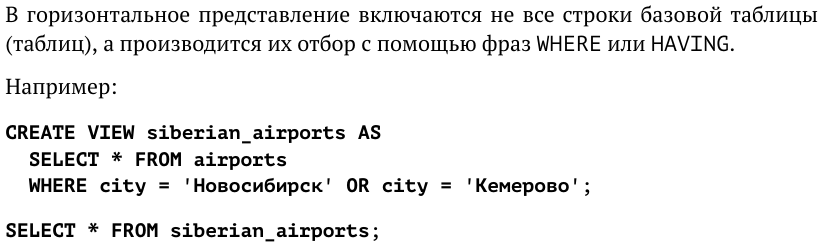 В горизонтальное представление включаются не все строки базовой таблицы
(таблиц), а производится их отбор с помощью фраз WHERE или HAVING.
Например:
CREATE VIEW siberian_airports AS
  SELECT * FROM airports
  WHERE city = 'Новосибирск' OR city = 'Кемерово';
SELECT * FROM siberian_airports;